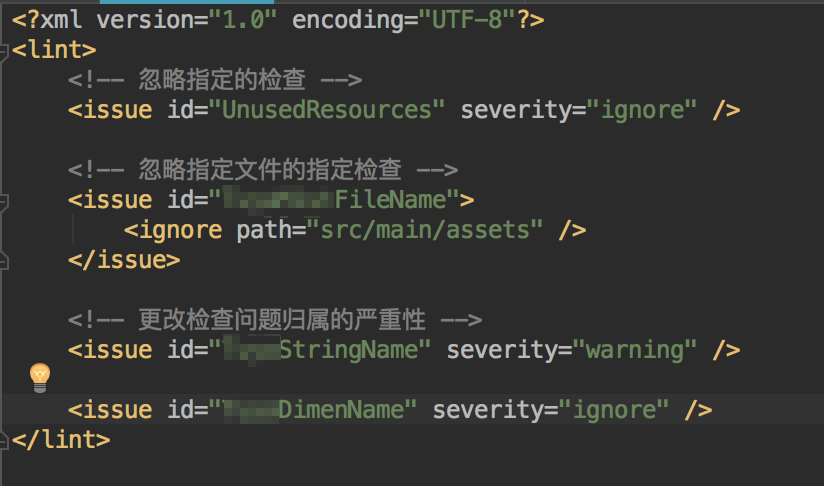 <?xml version="1.0" encoding="UTF-8"?>
<lint>
<!-- 忽略指定的检查 -->
<issue id="UnusedResources" severity="ignore" />
<!-- 忽略指定文件的指定检查 -->
<issue id="FileName">
<ignore path="src/main/assets" />
</issue>
<!-- 更改检查问题归属的严重性 -->
<issue id="StringName" severity="warning" />
<issue id="DimenName" severity="ignore" />
</lint>